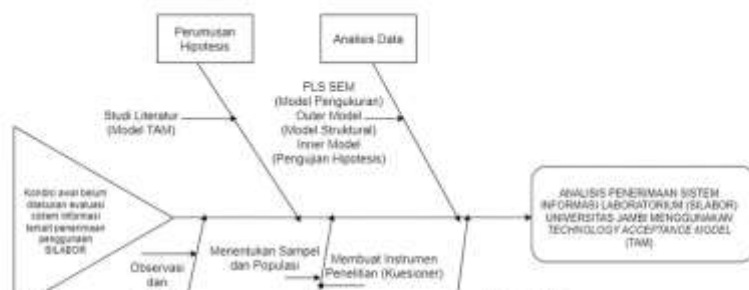 Perumusan
Hipotesis
Analisis Data
PLS SEM
(Model Pengukuran)
Outer Model
(Model Struktural)
Inner Model
(Pengujian Hipotesis)
Studi Literatur
(Model TAM)
Kondisi awal belum
dilakukan evaluasi
sistem informasi
terkait penerimaan
penggunaan
SILABOR
ANALISIS PENERIMAAN SISTEM
INFORMASI LABORATORIUM (SILABOR)
UNIVERSITAS JAMBI MENGGUNAKAN
TECHNOLOGY ACCEPTANCE MODEL
(TAM)
Observasi
dan
Menentukan Sampel
dan Populasi
Membuat Instrumen
Penelitian (Kuesioner)